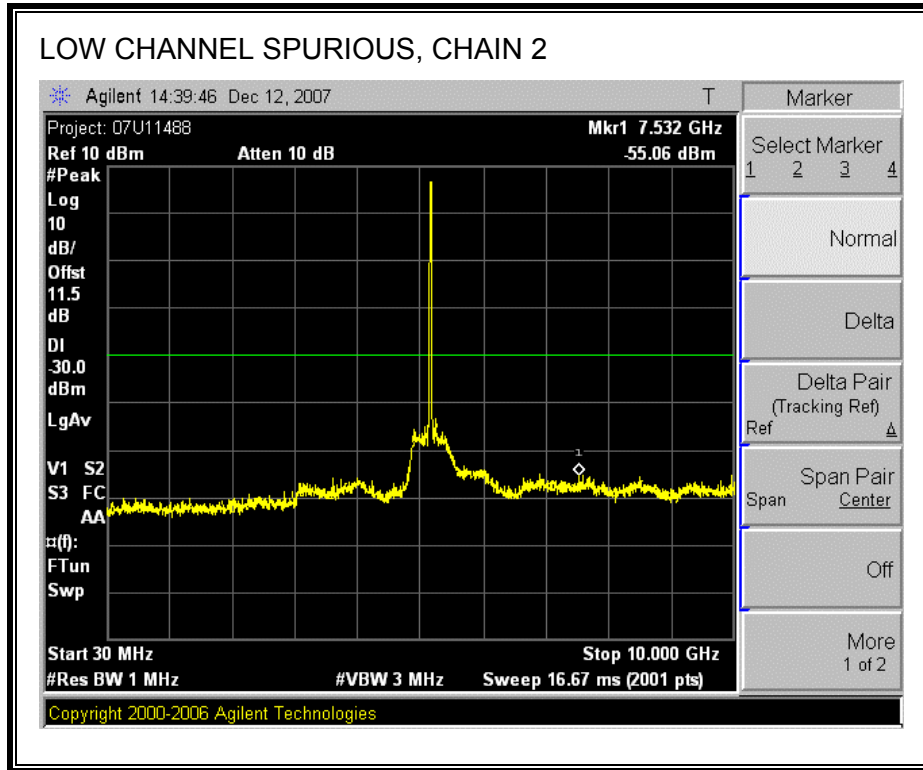 LOW CHANNEL SPURIOUS, CHAIN 2
Agilent 14:39:46 Dec 12, 2007 T
Project: 07U11488 Mkr1 7.532 GHz
Ref 10 dBm Atten 10 dB -55.06 dBm
#Peak
Log
10
dB/
Offst
11.5
dB
DI
-30.0
dBm
LgAv
V1 S2
S3 FC
AA
¤(f):
FTun
Swp
1
Start 30 MHz Stop 10.000 GHz
#Res BW 1 MHz #VBW 3 MHz Sweep 16.67 ms (2001 pts)
Copyright 2000-2006 Agilent Technologies
Marker
Select Marker
1 2 3 4
Normal
Delta
Delta Pair
(Tracking Ref)
Ref Δ
Span Pair
Span Center
Off
More
1 of 2